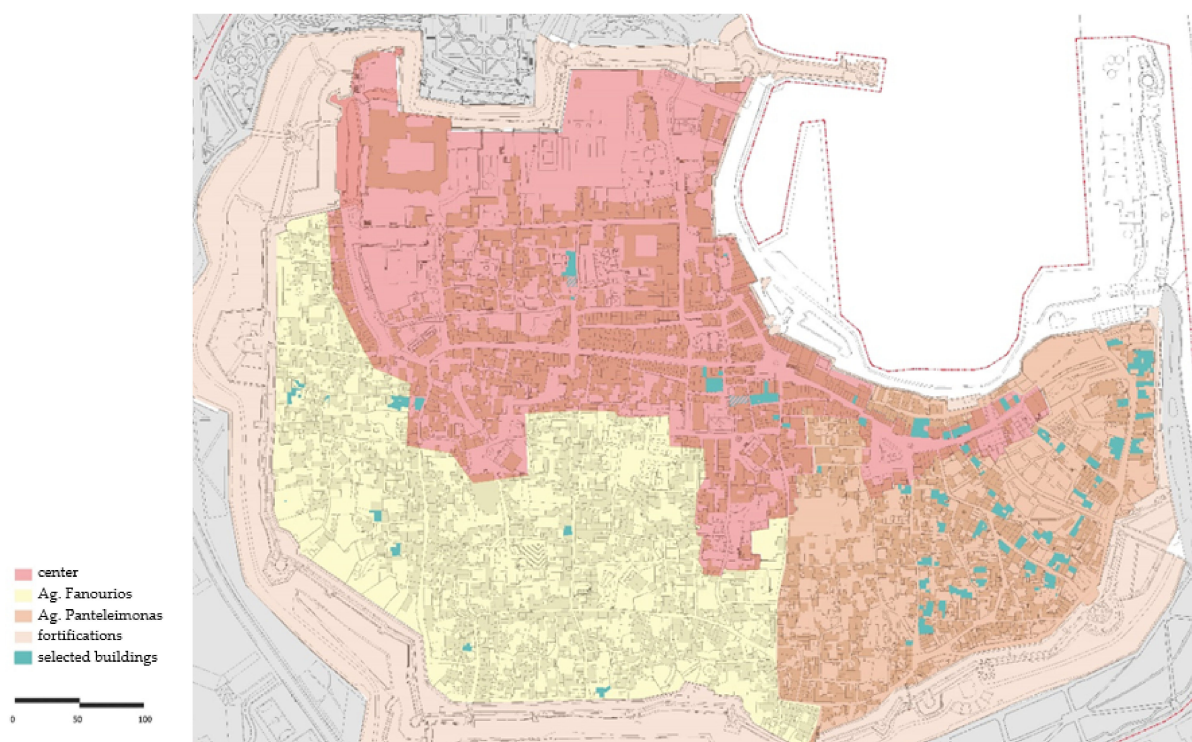 center
Ag. Fanourios
Ag. Panteleimonas
fortifications
selected buildings
0 50 100